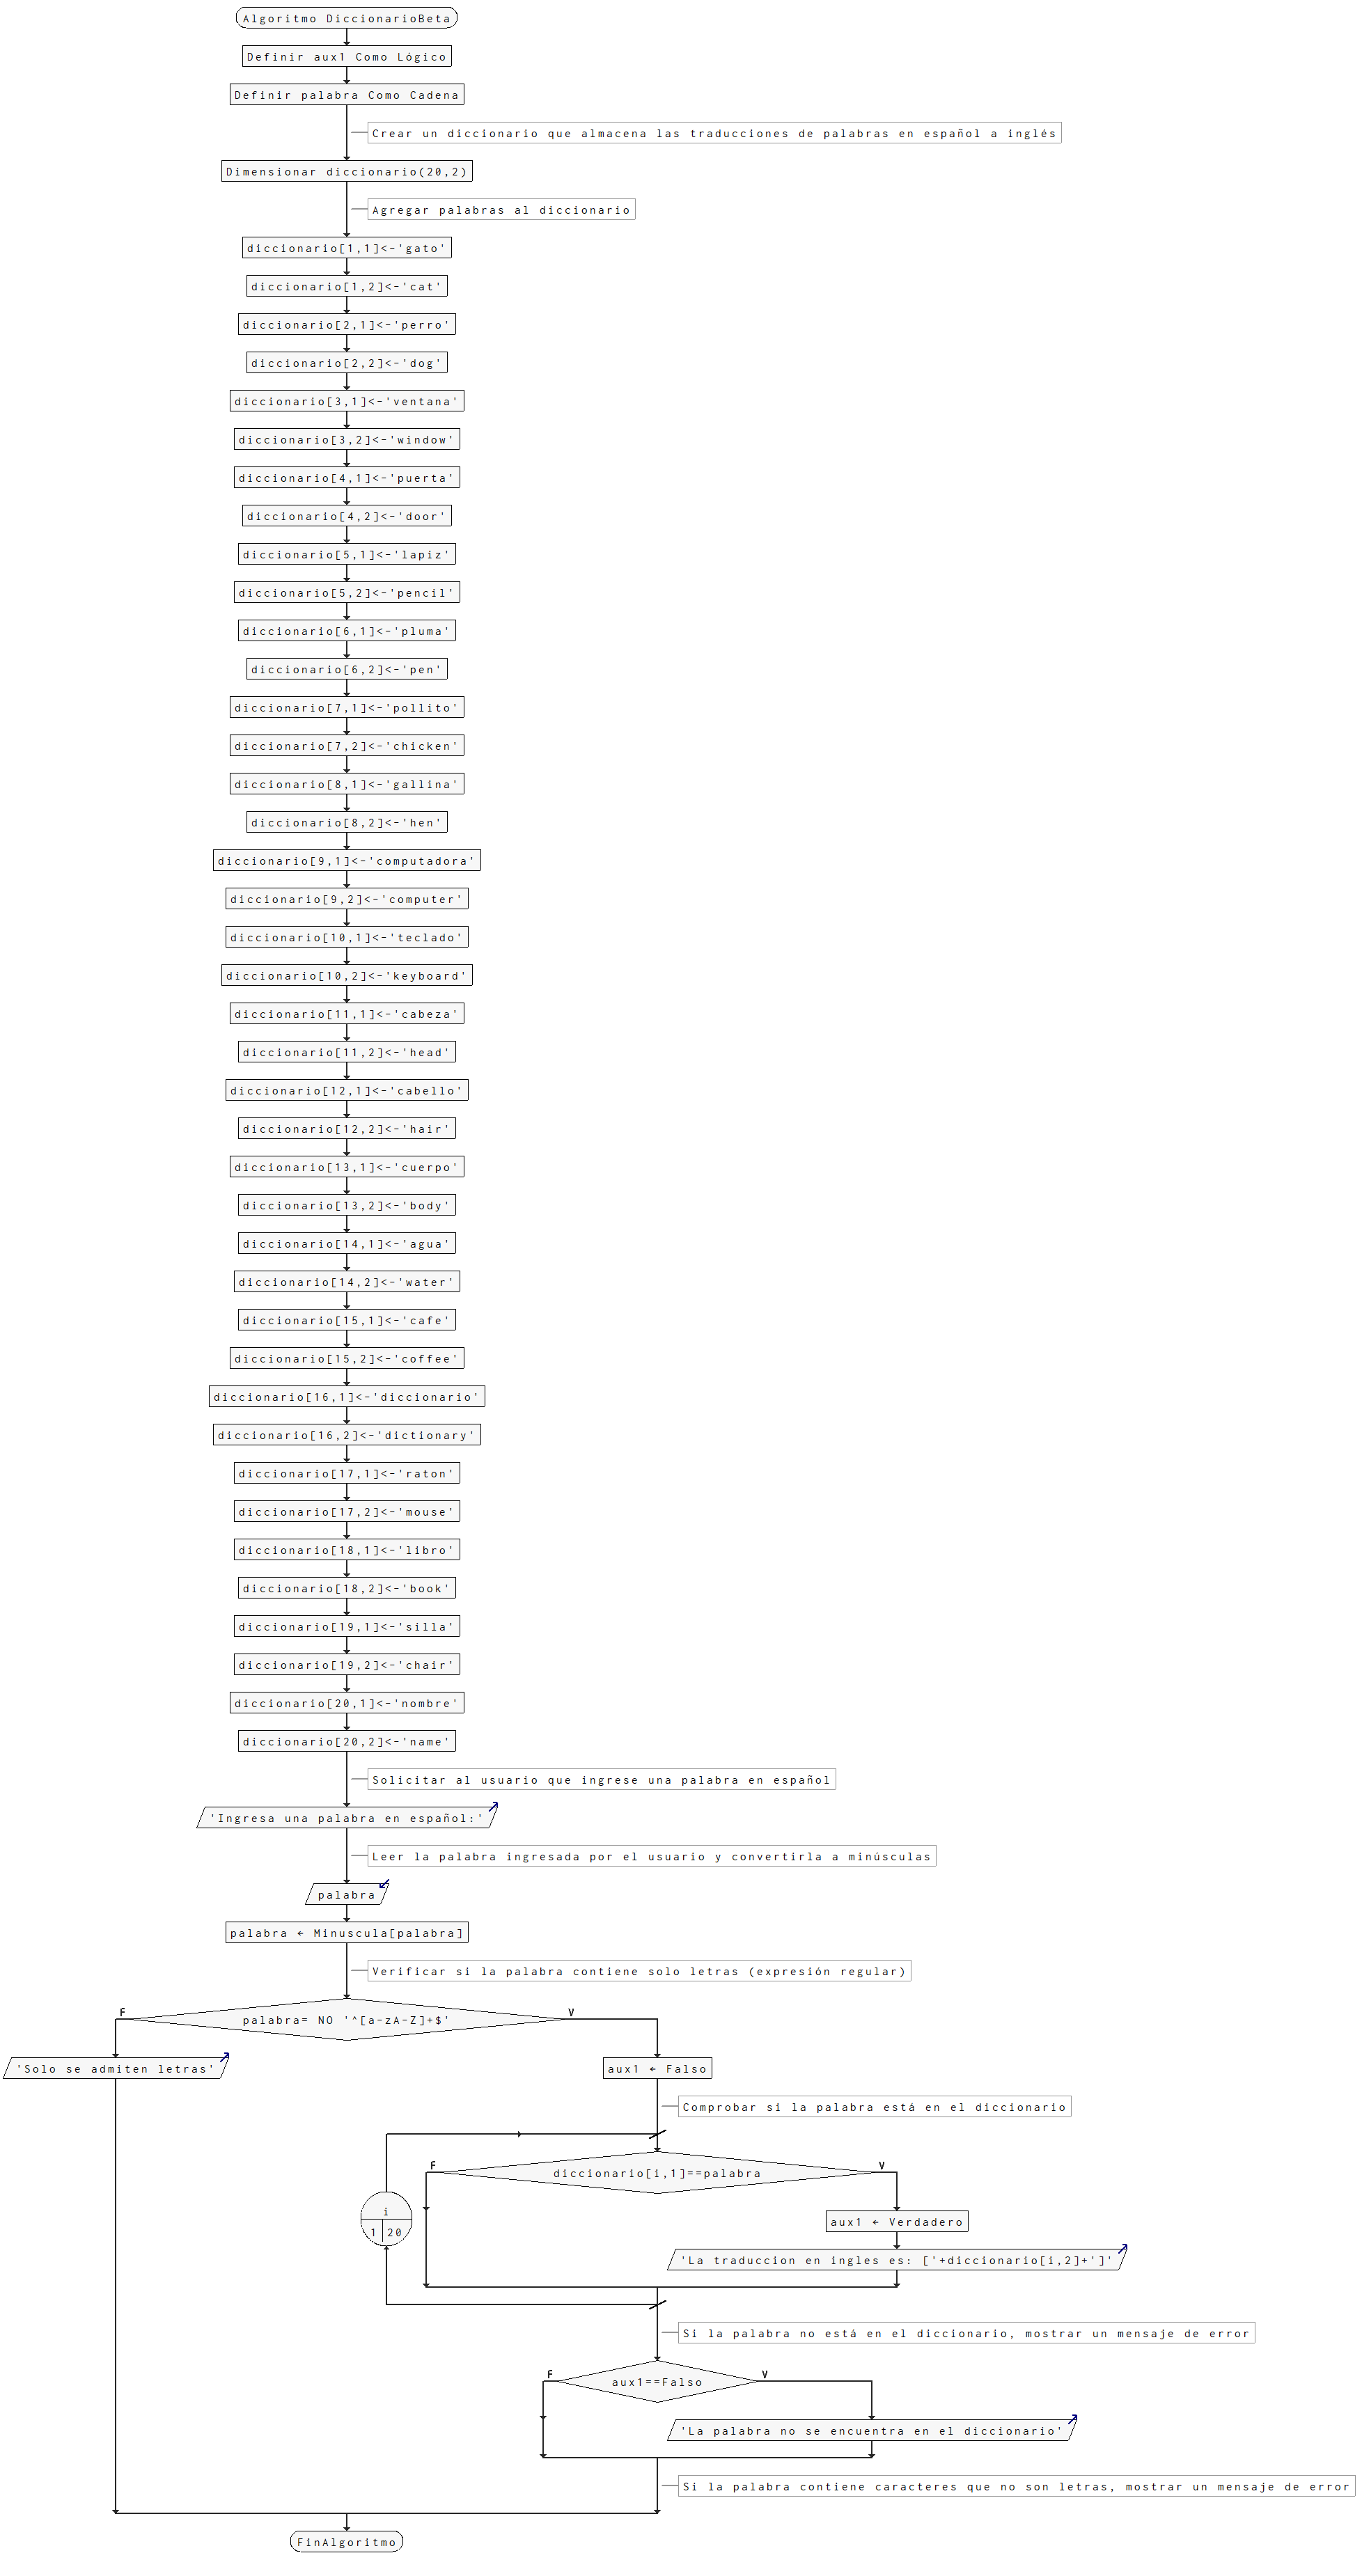 Algoritmo DiccionarioBeta
Definir aux1 Como Lógico
Definir palabra Como Cadena
Crear un diccionario que almacena las traducciones de palabras en español a inglés
Dimensionar diccionario(20,2)
Agregar palabras al diccionario
diccionario[1,1]<-'gato'
diccionario[1,2]<-'cat'
diccionario[2,1]<-'perro'
diccionario[2,2]<-'dog'
diccionario[3,1]<-'ventana'
diccionario[3,2]<-'window'
diccionario[4,1]<-'puerta'
diccionario[4,2]<-'door'
diccionario[5,1]<-'lapiz'
diccionario[5,2]<-'pencil'
diccionario[6,1]<-'pluma'
diccionario[6,2]<-'pen'
diccionario[7,1]<-'pollito'
diccionario[7,2]<-'chicken'
diccionario[8,1]<-'gallina'
diccionario[8,2]<-'hen'
diccionario[9,1]<-'computadora'
diccionario[9,2]<-'computer'
diccionario[10,1]<-'teclado'
diccionario[10,2]<-'keyboard'
diccionario[11,1]<-'cabeza'
diccionario[11,2]<-'head'
diccionario[12,1]<-'cabello'
diccionario[12,2]<-'hair'
diccionario[13,1]<-'cuerpo'
diccionario[13,2]<-'body'
diccionario[14,1]<-'agua'
diccionario[14,2]<-'water'
diccionario[15,1]<-'cafe'
diccionario[15,2]<-'coffee'
diccionario[16,1]<-'diccionario'
diccionario[16,2]<-'dictionary'
diccionario[17,1]<-'raton'
diccionario[17,2]<-'mouse'
diccionario[18,1]<-'libro'
diccionario[18,2]<-'book'
diccionario[19,1]<-'silla'
diccionario[19,2]<-'chair'
diccionario[20,1]<-'nombre'
diccionario[20,2]<-'name'
Solicitar al usuario que ingrese una palabra en español
'Ingresa una palabra en español:'
Leer la palabra ingresada por el usuario y convertirla a minúsculas
palabra
palabra ← Minuscula[palabra]
Verificar si la palabra contiene solo letras (expresión regular)
F
V
palabra= NO '^[a-zA-Z]+$'
'Solo se admiten letras'
aux1 ← Falso
Comprobar si la palabra está en el diccionario
F
V
diccionario[i,1]==palabra
i
1 20
aux1 ← Verdadero
'La traduccion en ingles es: ['+diccionario[i,2]+']'
Si la palabra no está en el diccionario, mostrar un mensaje de error
F
V
aux1==Falso
'La palabra no se encuentra en el diccionario'
Si la palabra contiene caracteres que no son letras, mostrar un mensaje de error
FinAlgoritmo